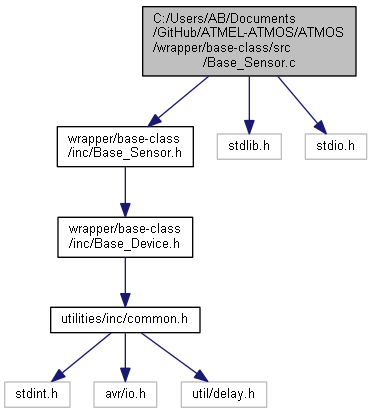 C:/Users/AB/Documents
/GitHub/ATMEL-ATMOS/ATMOS
/wrapper/base-class/src
/Base_Sensor.c
wrapper/base-class
/inc/Base_Sensor.h
stdlib.h
stdio.h
wrapper/base-class
/inc/Base_Device.h
utilities/inc/common.h
stdint.h
avr/io.h
util/delay.h